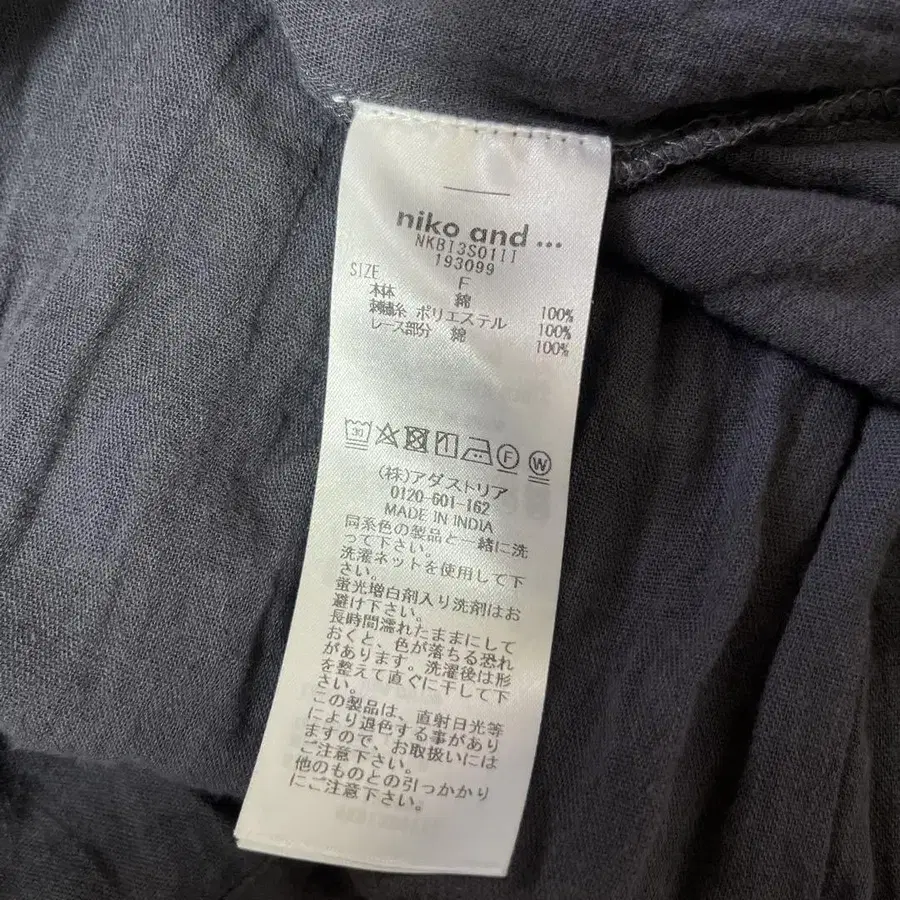 niko and ...
NKBI3S01II
193099
SIZE F
本体 綿 100%
刺繍糸 ポリエステル 100%
レース部分 綿 100%
30
F
W
(株)アダストリア
0120-601-162
MADE IN INDIA
同系色の製品と一緒に洗
って下さい。
洗濯ネットを使用して下
さい。
蛍光増白剤入り洗剤はお
避け下さい。
長時間濡れたままにして
おくと、色が落ちる恐れ
があります。洗濯後は形
を整えて直ぐに干して下
さい。
この製品は、直射日光等
により退色する事があり
ますので、お取扱いには
ご注意下さい。
他のものとの引っかかり
にご注意下さい。